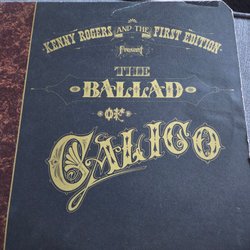 KENNY ROGERS AND THE FIRST EDITION
Present
THE
BALLAD
OF
CALICO